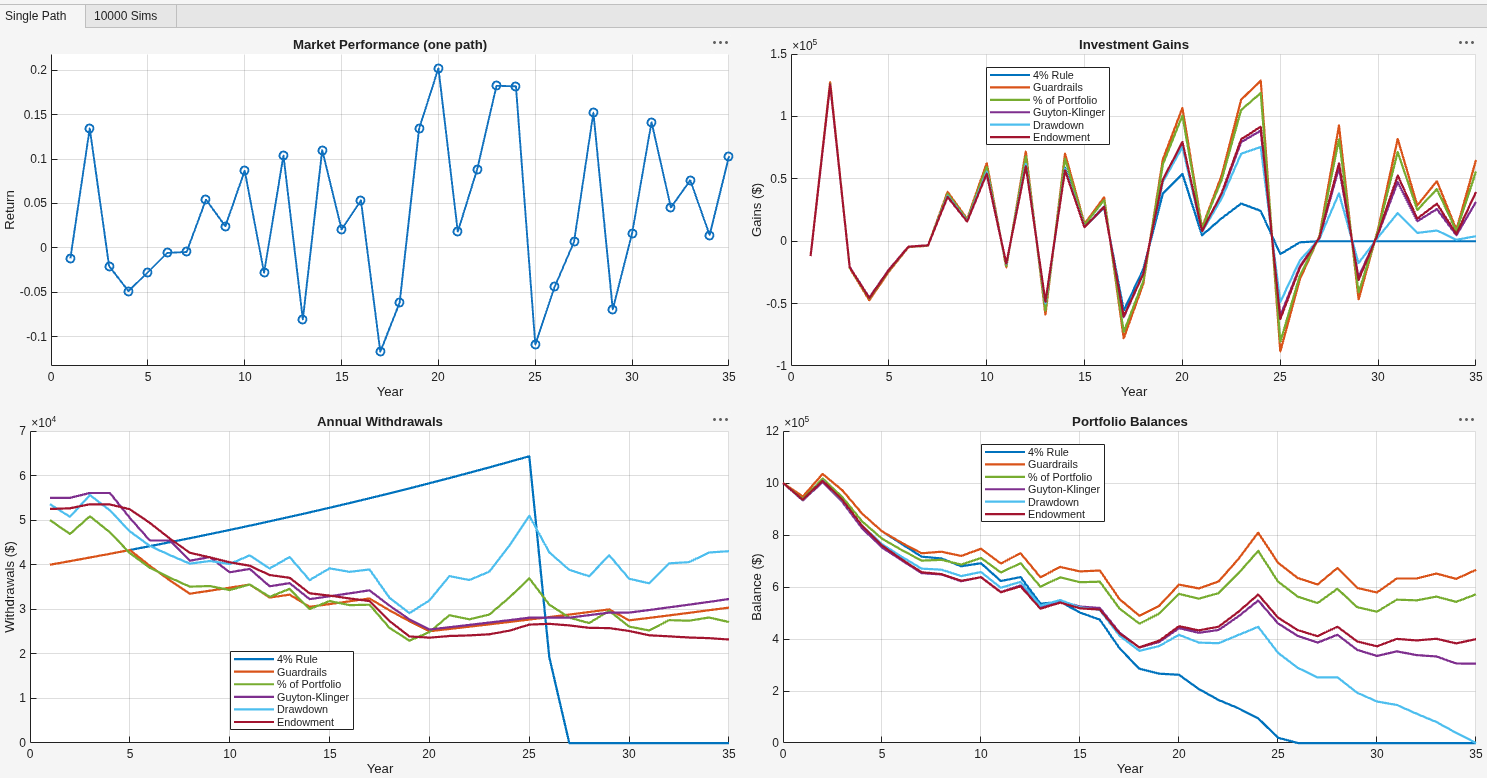 Single Path
10000 Sims
Market Performance (one path)
Return
0.2
0.15
0.1
0.05
0
-0.05
-0.1
0 5 10 15 20 25 30 35
Year
Investment Gains
×10^5
Gains ($)
1.5
1
0.5
0
-0.5
-1
4% Rule
Guardrails
% of Portfolio
Guyton-Klinger
Drawdown
Endowment
0 5 10 15 20 25 30 35
Year
Annual Withdrawals
×10^4
Withdrawals ($)
7
6
5
4
3
2
1
0
4% Rule
Guardrails
% of Portfolio
Guyton-Klinger
Drawdown
Endowment
0 5 10 15 20 25 30 35
Year
Portfolio Balances
×10^5
Balance ($)
12
10
8
6
4
2
0
4% Rule
Guardrails
% of Portfolio
Guyton-Klinger
Drawdown
Endowment
0 5 10 15 20 25 30 35
Year